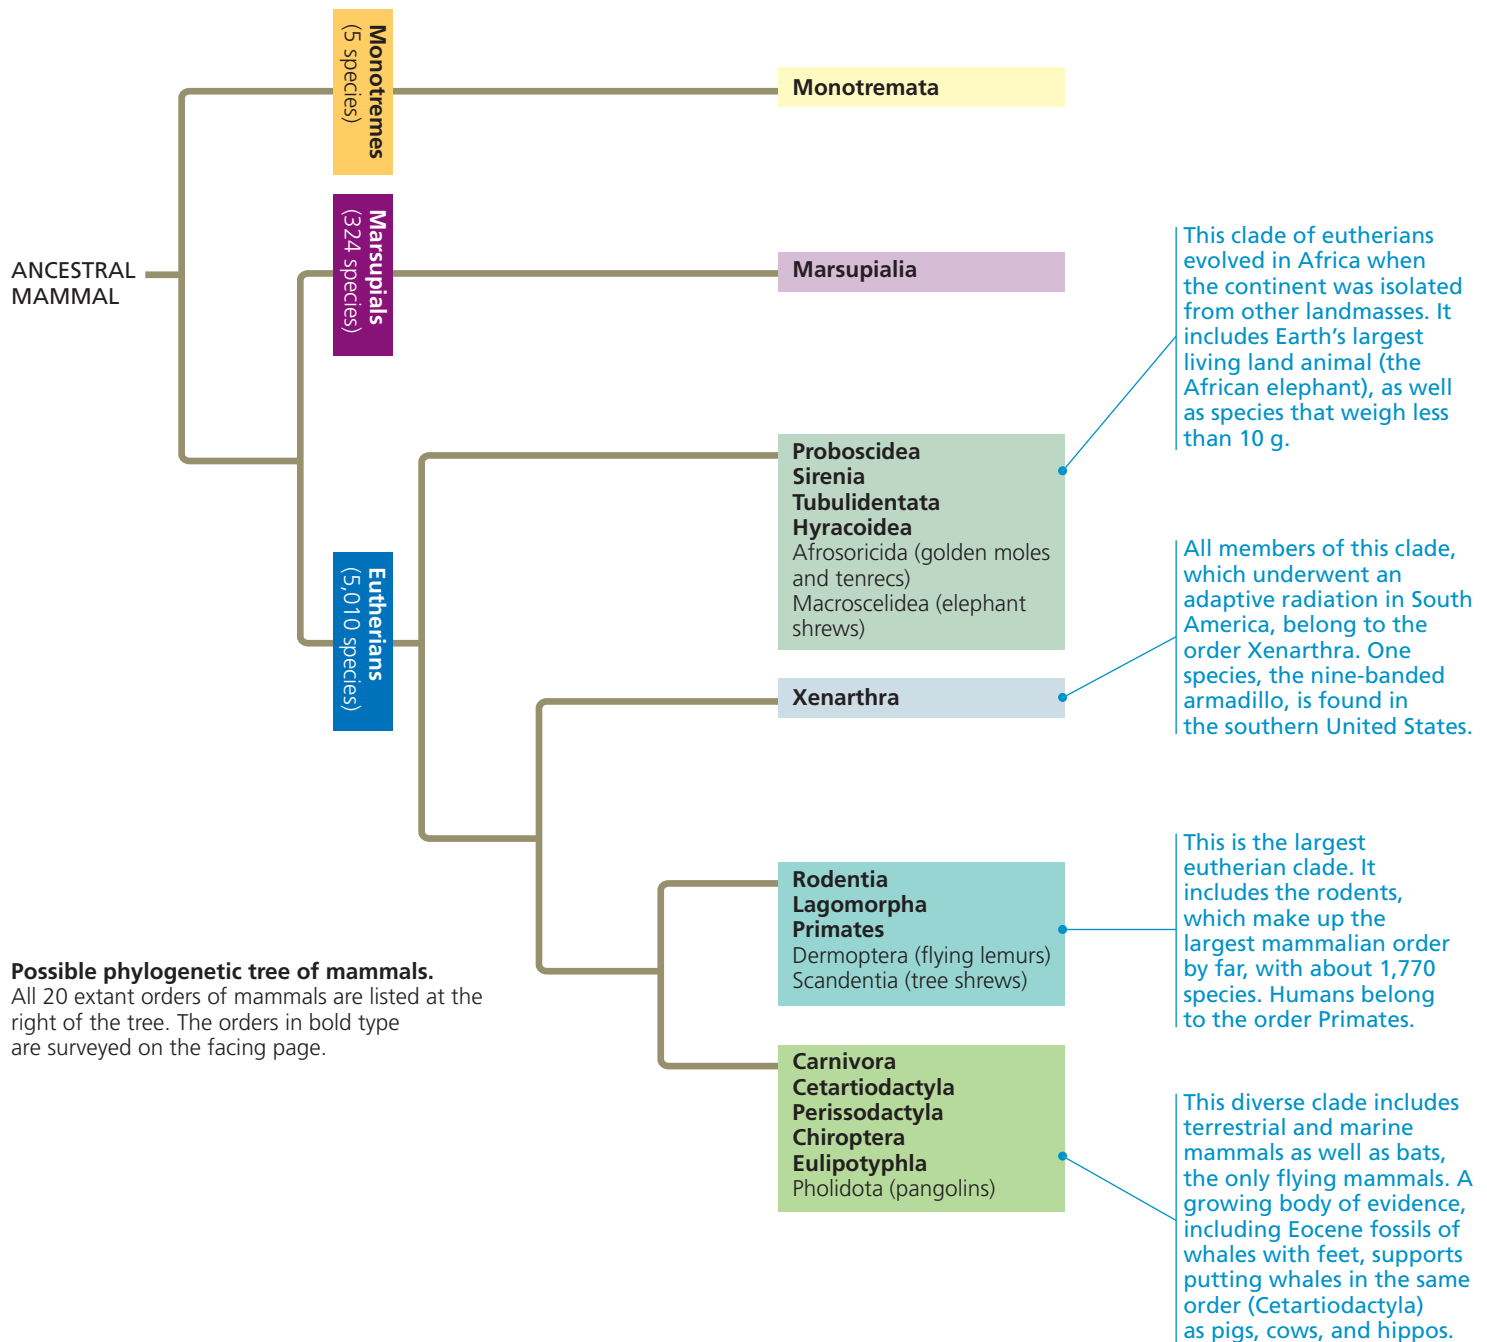 Monotremes
(5 species)
Monotremata
Marsupials
(324 species)
ANCESTRAL
MAMMAL
Marsupialia
This clade of eutherians
evolved in Africa when
the continent was isolated
from other landmasses. It
includes Earth’s largest
living land animal (the
African elephant), as well
as species that weigh less
than 10 g.
Proboscidea
Sirenia
Tubulidentata
Hyracoidea
Afrosoricida (golden moles
and tenrecs)
Macroscelidea (elephant
shrews)
Eutherians
(5,010 species)
All members of this clade,
which underwent an
adaptive radiation in South
America, belong to the
order Xenarthra. One
species, the nine-banded
armadillo, is found in
the southern United States.
Xenarthra
Rodentia
Lagomorpha
Primates
Dermoptera (flying lemurs)
Scandentia (tree shrews)
This is the largest
eutherian clade. It
includes the rodents,
which make up the
largest mammalian order
by far, with about 1,770
species. Humans belong
to the order Primates.
Possible phylogenetic tree of mammals.
All 20 extant orders of mammals are listed at the
right of the tree. The orders in bold type
are surveyed on the facing page.
Carnivora
Cetartiodactyla
Perissodactyla
Chiroptera
Eulipotyphla
Pholidota (pangolins)
This diverse clade includes
terrestrial and marine
mammals as well as bats,
the only flying mammals. A
growing body of evidence,
including Eocene fossils of
whales with feet, supports
putting whales in the same
order (Cetartiodactyla)
as pigs, cows, and hippos.